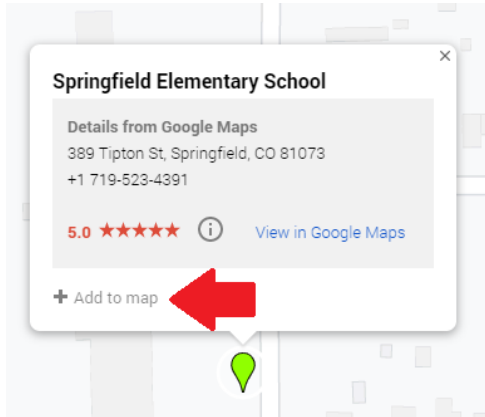 Springfield Elementary School
Details from Google Maps
389 Tipton St, Springfield, CO 81073
+1 719-523-4391
5.0 ★★★★★ View in Google Maps
+ Add to map